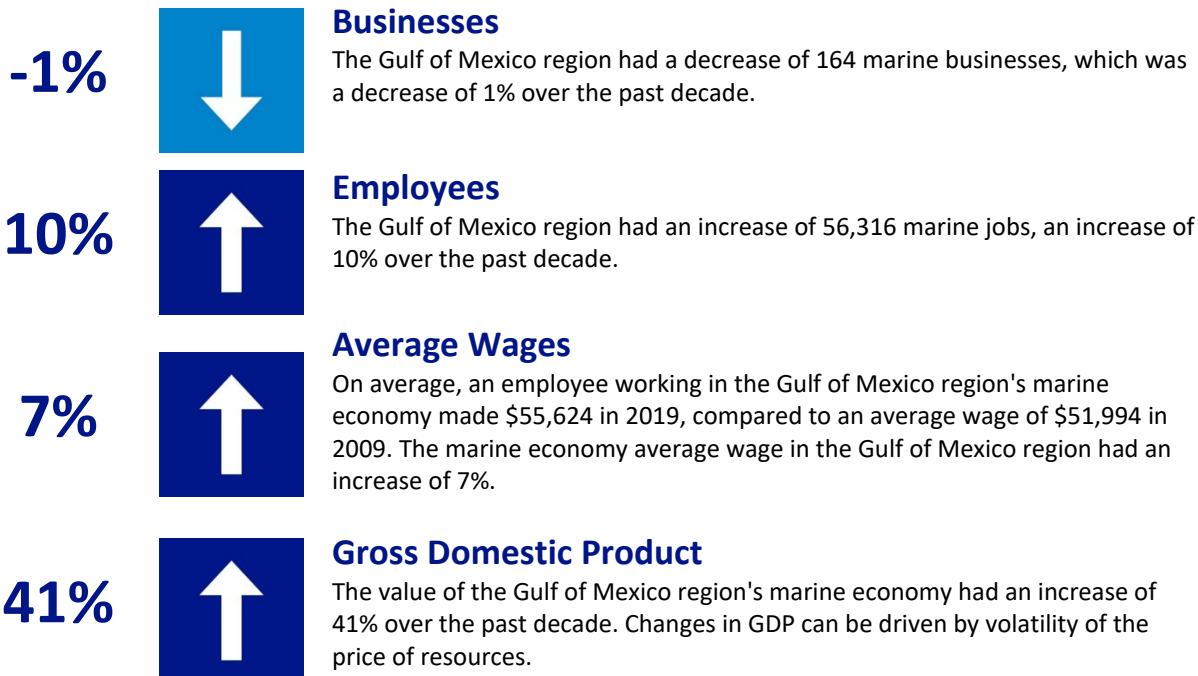 -1%
Businesses
The Gulf of Mexico region had a decrease of 164 marine businesses, which was
a decrease of 1% over the past decade.
10%
Employees
The Gulf of Mexico region had an increase of 56,316 marine jobs, an increase of
10% over the past decade.
7%
Average Wages
On average, an employee working in the Gulf of Mexico region's marine
economy made $55,624 in 2019, compared to an average wage of $51,994 in
2009. The marine economy average wage in the Gulf of Mexico region had an
increase of 7%.
41%
Gross Domestic Product
The value of the Gulf of Mexico region's marine economy had an increase of
41% over the past decade. Changes in GDP can be driven by volatility of the
price of resources.